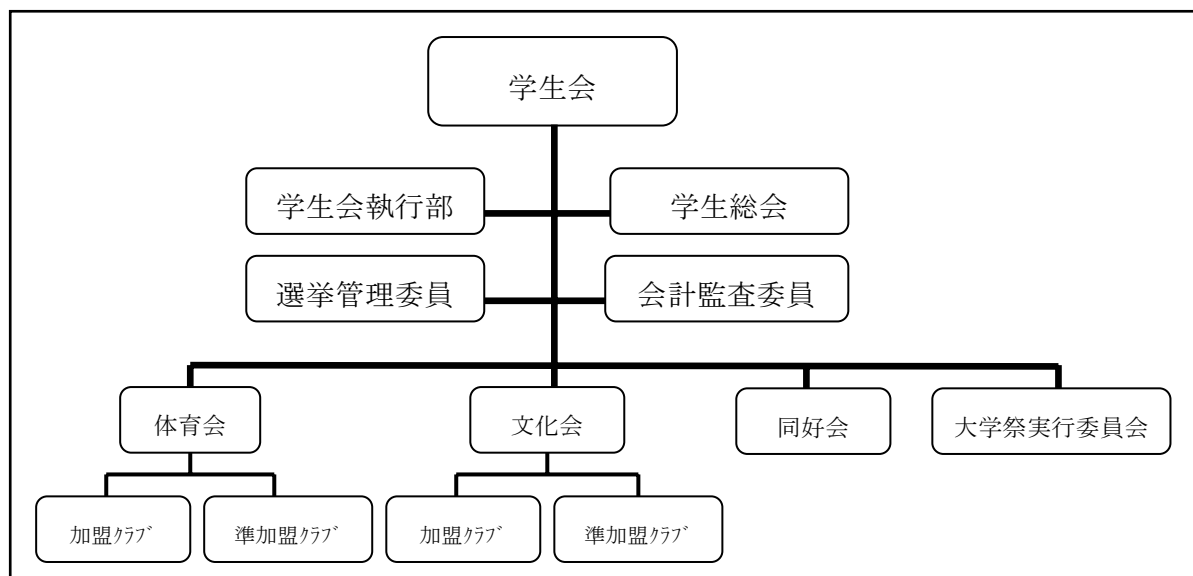 学生会
学生会執行部
学生総会
選挙管理委員
会計監査委員
体育会
文化会
同好会
大学祭実行委員会
加盟ｸﾗﾌﾞ
準加盟ｸﾗﾌﾞ
加盟ｸﾗﾌﾞ
準加盟ｸﾗﾌﾞ